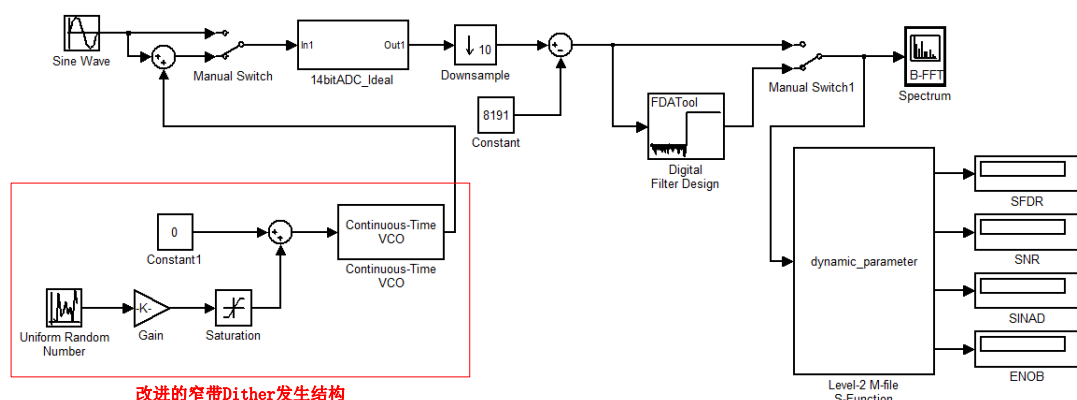 Sine Wave
Manual Switch
In1
Out1
14bitADC_Ideal
10
Downsample
8191
Constant
FDATool
Digital
Filter Design
Manual Switch1
B-FFT
Spectrum
dynamic_parameter
Level-2 M-file
S-Function
SFDR
SNR
SINAD
ENOB
0
Constant1
Continuous-Time
VCO
Continuous-Time
VCO
Uniform Random
Number
-K-
Gain
Saturation
改进的窄带Dither发生结构